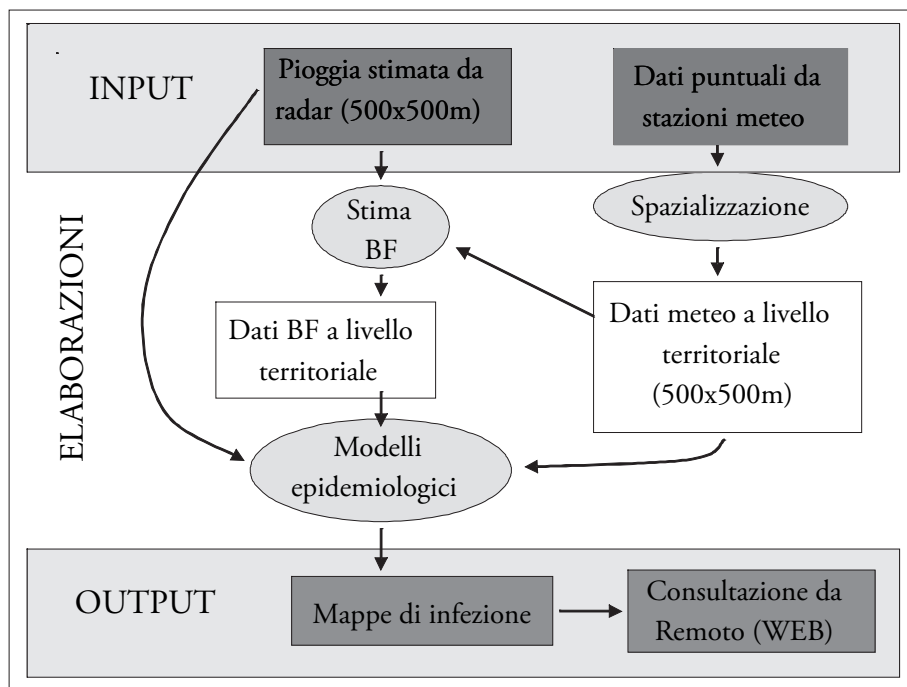 INPUT
Pioggia stimata da
radar (500x500m)
Dati puntuali da
stazioni meteo
ELABORAZIONI
Stima
BF
Spazializzazione
Dati BF a livello
territoriale
Dati meteo a livello
territoriale
(500x500m)
Modelli
epidemiologici
OUTPUT
Mappe di infezione
Consultazione da
Remoto (WEB)